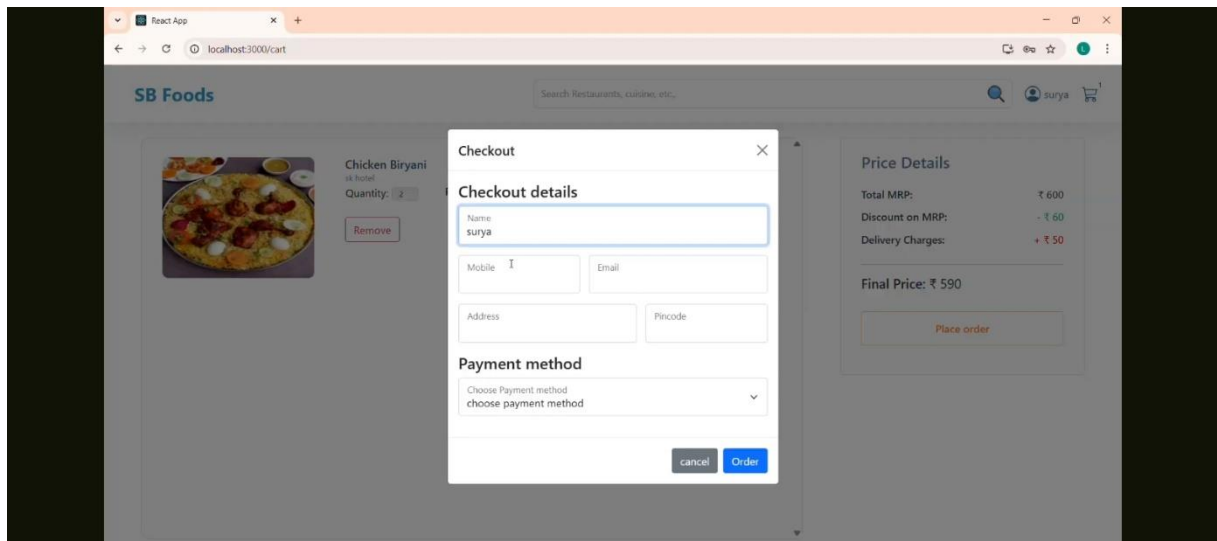 React App
localhost:3000/cart
SB Foods
Search Restaurants, cuisine, etc.,
surya
1
Chicken Biryani
sk hotel
Quantity: 2
Remove
Checkout
Checkout details
Name
surya
Mobile
Email
Address
Pincode
Payment method
Choose Payment method
choose payment method
cancel
Order
Price Details
Total MRP: ₹ 600
Discount on MRP: - ₹ 60
Delivery Charges: + ₹ 50
Final Price: ₹ 590
Place order